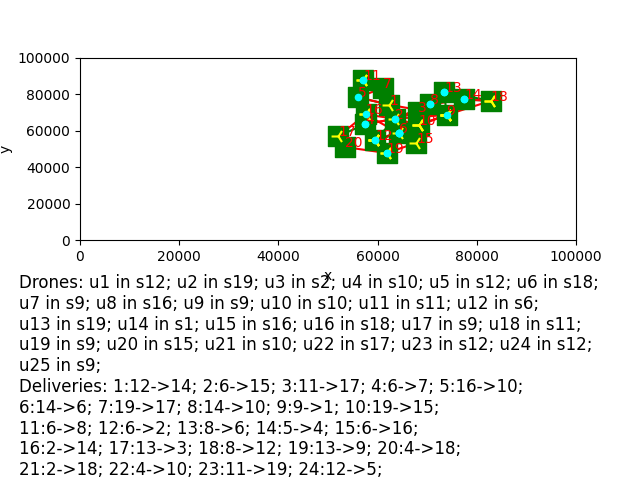 100000
80000
60000
40000
20000
0
y
0 20000 40000 60000 80000 100000
x
Drones: u1 in s12; u2 in s19; u3 in s2; u4 in s10; u5 in s12; u6 in s18;
u7 in s9; u8 in s16; u9 in s9; u10 in s10; u11 in s11; u12 in s6;
u13 in s19; u14 in s1; u15 in s16; u16 in s18; u17 in s9; u18 in s11;
u19 in s9; u20 in s15; u21 in s10; u22 in s17; u23 in s12; u24 in s12;
u25 in s9;
Deliveries: 1:12->14; 2:6->15; 3:11->17; 4:6->7; 5:16->10;
6:14->6; 7:19->17; 8:14->10; 9:9->1; 10:19->15;
11:6->8; 12:6->2; 13:8->6; 14:5->4; 15:6->16;
16:2->14; 17:13->3; 18:8->12; 19:13->9; 20:4->18;
21:2->18; 22:4->10; 23:11->19; 24:12->5;